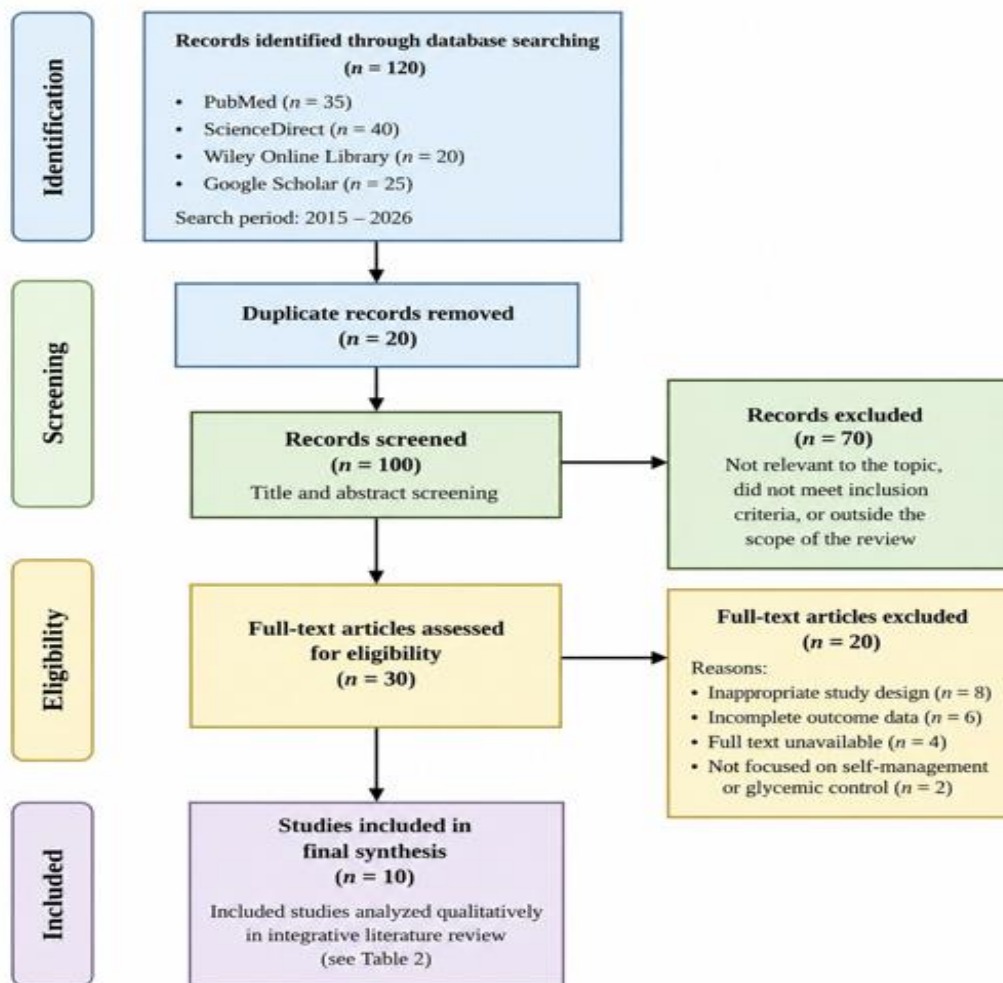 Identification
Records identified through database searching
(n = 120)
• PubMed (n = 35)
• ScienceDirect (n = 40)
• Wiley Online Library (n = 20)
• Google Scholar (n = 25)
Search period: 2015 – 2026
Screening
Duplicate records removed
(n = 20)
Records screened
(n = 100)
Title and abstract screening
Records excluded
(n = 70)
Not relevant to the topic,
did not meet inclusion
criteria, or outside the
scope of the review
Eligibility
Full-text articles assessed
for eligibility
(n = 30)
Full-text articles excluded
(n = 20)
Reasons:
• Inappropriate study design (n = 8)
• Incomplete outcome data (n = 6)
• Full text unavailable (n = 4)
• Not focused on self-management
or glycemic control (n = 2)
Included
Studies included in
final synthesis
(n = 10)
Included studies analyzed qualitatively
in integrative literature review
(see Table 2)